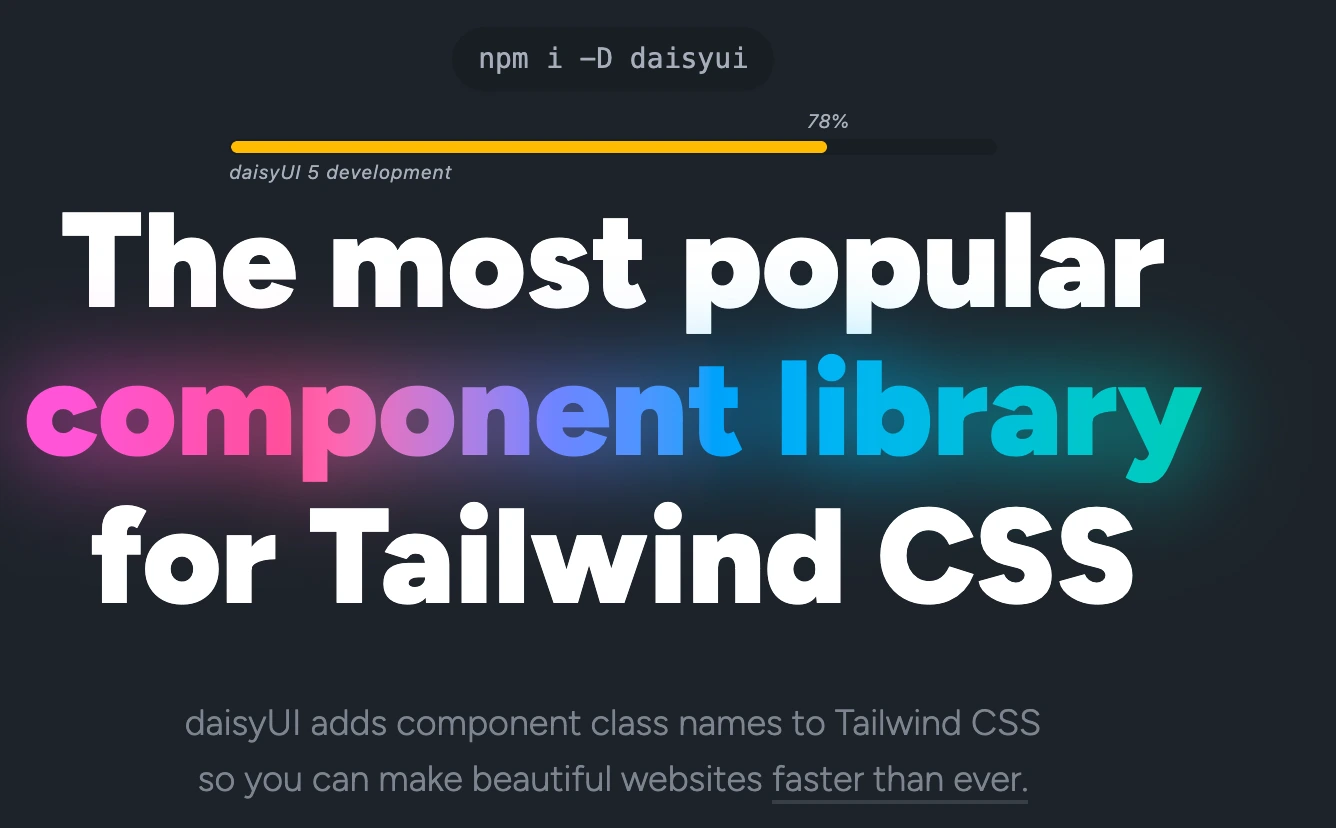 npm i -D daisyui
78%
daisyUI 5 development
The most popular
component library
for Tailwind CSS
daisyUI adds component class names to Tailwind CSS
so you can make beautiful websites faster than ever.